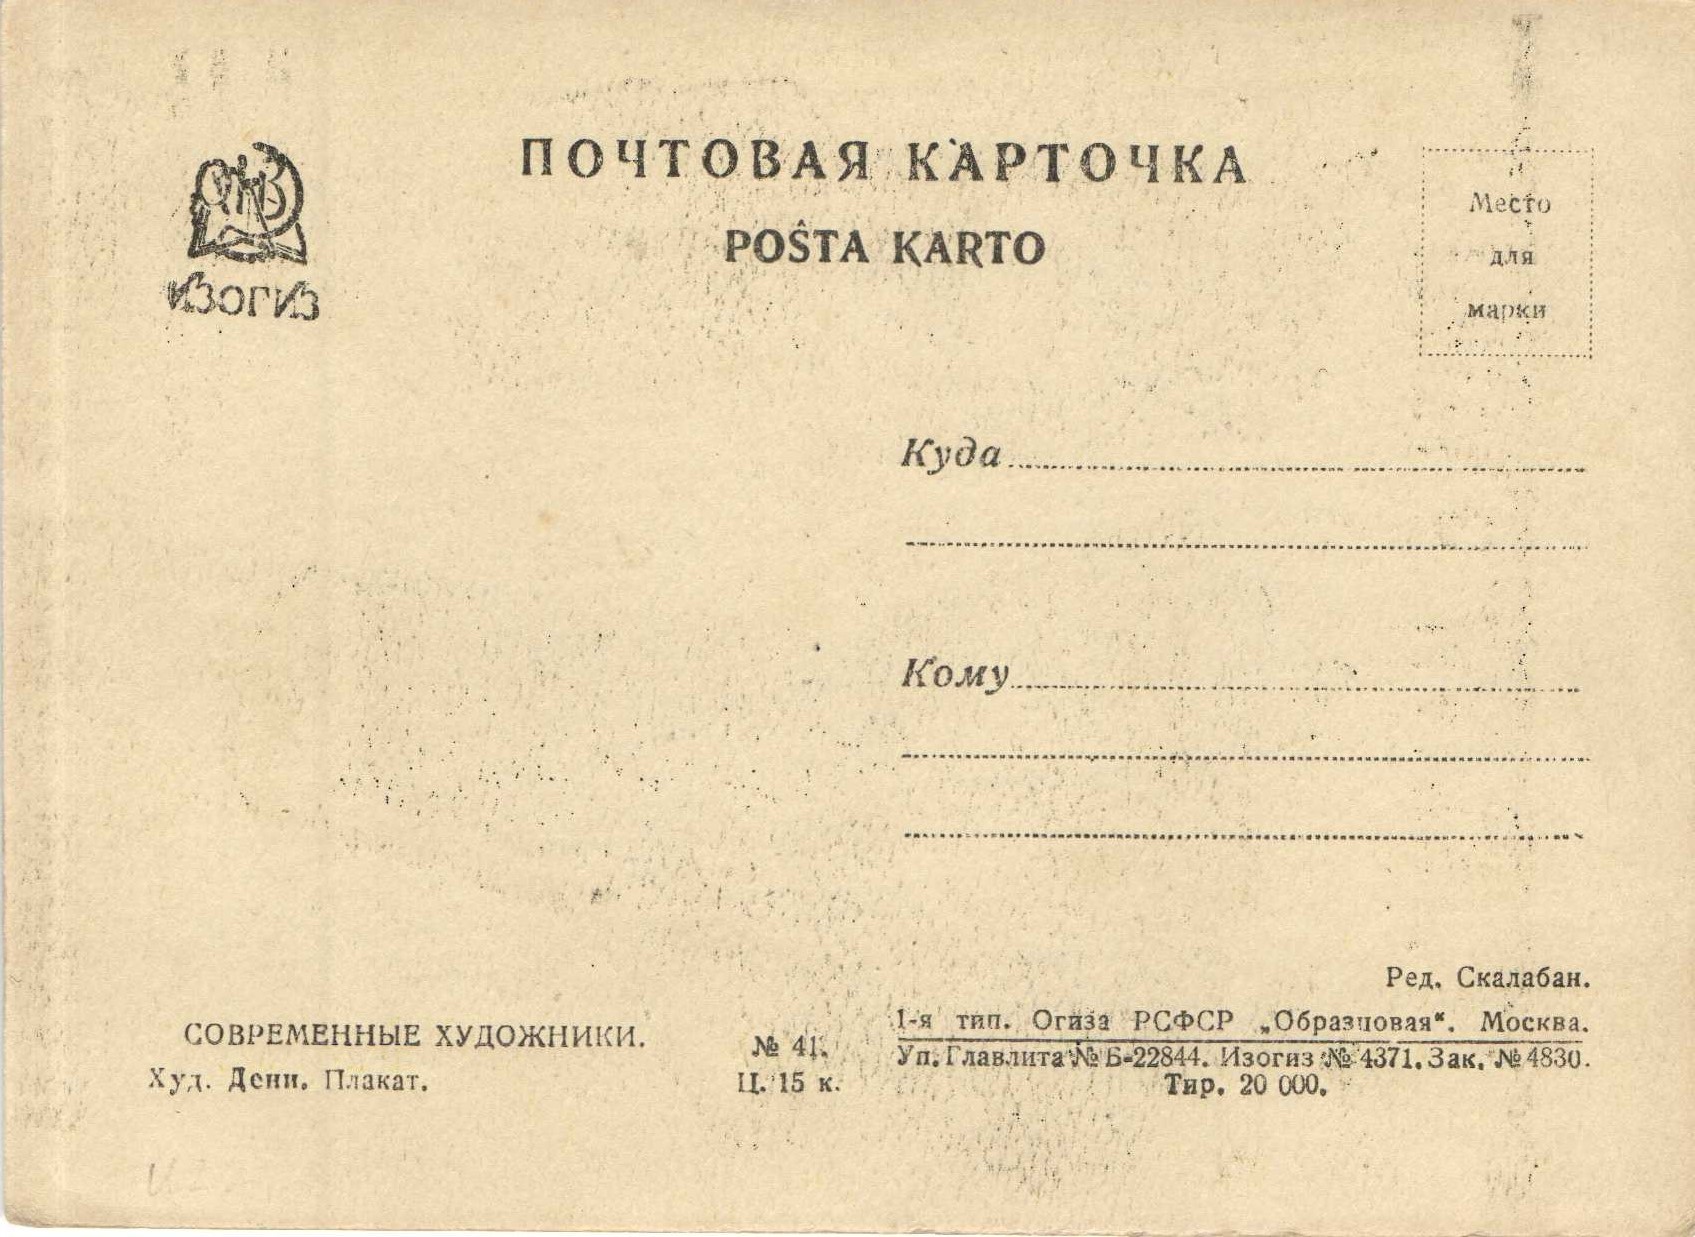 ПОЧТОВАЯ КАРТОЧКА
POŜTA KARTO
ИЗОГИЗ
Место
для
марки
Куда
Кому
Ред. Скалабан.
СОВРЕМЕННЫЕ ХУДОЖНИКИ.
Худ. Дени. Плакат.
№ 41.
Ц. 15 к.
1-я тип. Огиза РСФСР „Образцовая“. Москва.
Уп. Главлита № Б-22844. Изогиз № 4371. Зак. № 4830.
Тир. 20 000.